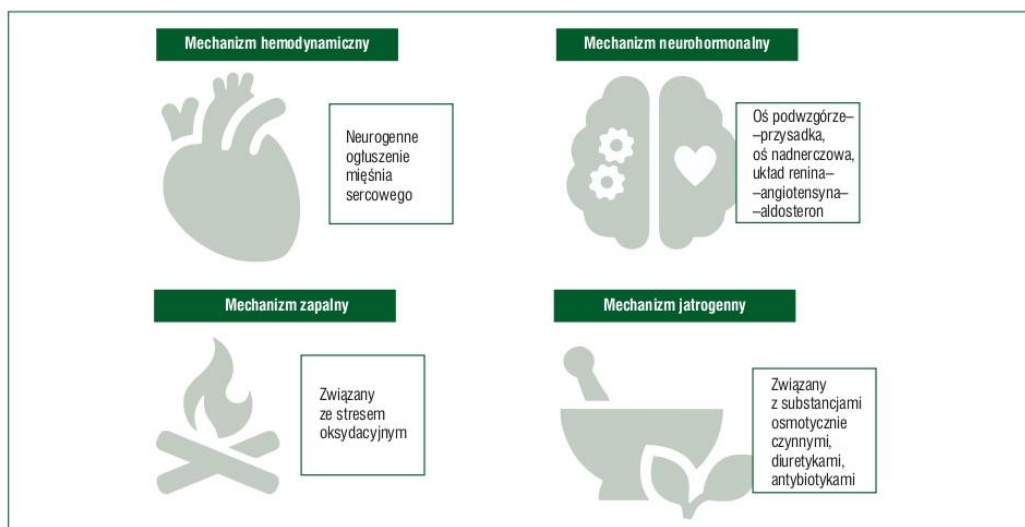 Mechanizm hemodynamiczny
Neurogenne
ogłuszenie
mięśnia
sercowego
Mechanizm neurohormonalny
Oś podwzgórze–
–przysadka,
oś nadnerczowa,
układ renina–
–angiotensyna–
–aldosteron
Mechanizm zapalny
Związany
ze stresem
oksydacyjnym
Mechanizm jatrogenny
Związany
z substancjami
osmotycznie
czynnymi,
diuretykami,
antybiotykami